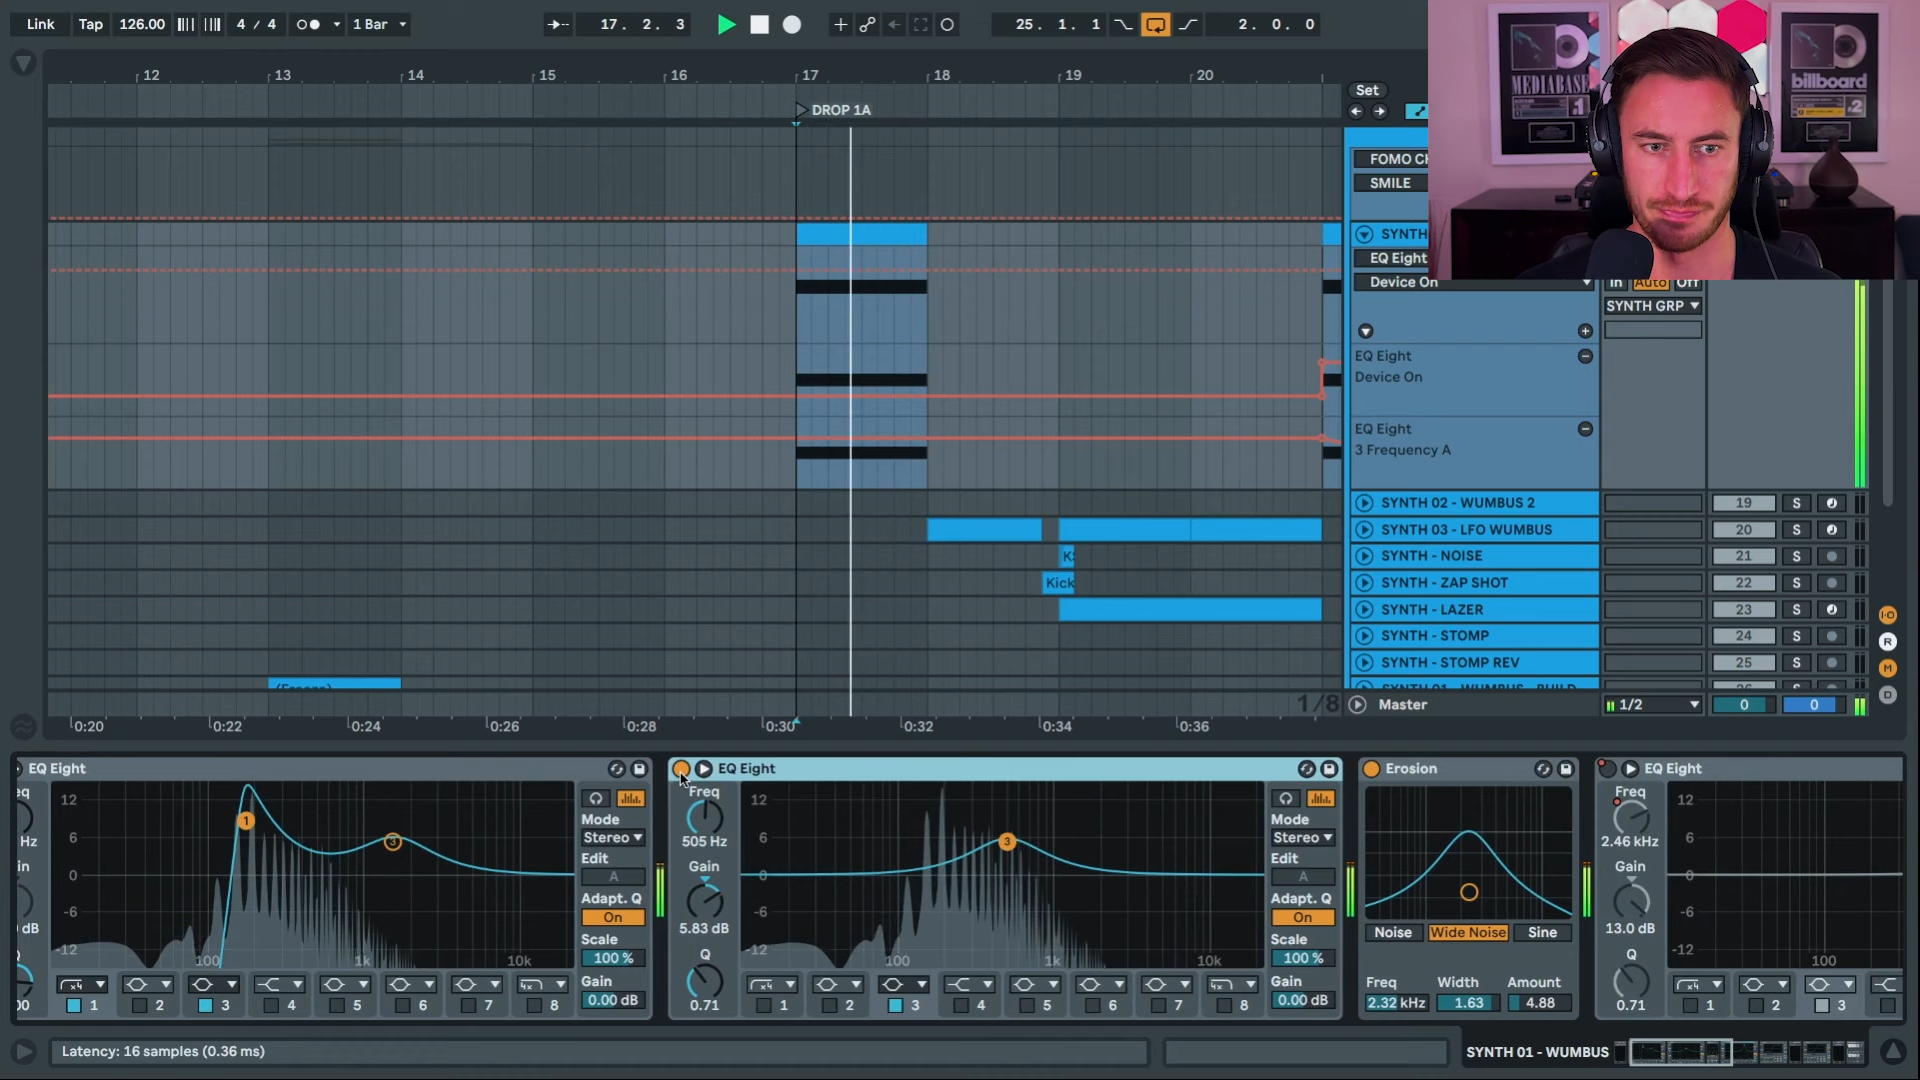 Link Tap 126.00 4 / 4 1 Bar 17. 2. 3 25. 1. 1 2. 0. 0
12 13 14 15 16 17 18 19 20
DROP 1A
Set
MEDIABASE
billboard
FOMO CH
SMILE
SYNTH
EQ Eight
Device On
In Auto Off
SYNTH GRP
EQ Eight
Device On
EQ Eight
3 Frequency A
SYNTH 02 - WUMBUS 2 19 S
SYNTH 03 - LFO WUMBUS 20 S
SYNTH - NOISE 21 S
SYNTH - ZAP SHOT 22 S
Kick
SYNTH - LAZER 23 S
SYNTH - STOMP 24 S
SYNTH - STOMP REV 25 S
1/8
Master 1/2 0 0
0:20 0:22 0:24 0:26 0:28 0:30 0:32 0:34 0:36
I-O
R
M
D
EQ Eight
12
6
0
-6
-12
100 1k 10k
1
3
Mode
Stereo
Edit
A
Adapt. Q
On
Scale
100 %
Gain
0.00 dB
x4 x4
1 2 3 4 5 6 7 8
EQ Eight
Freq
505 Hz
Gain
5.83 dB
Q
0.71
12
6
0
-6
-12
100 1k 10k
3
Mode
Stereo
Edit
A
Adapt. Q
On
Scale
100 %
Gain
0.00 dB
x4 x4
1 2 3 4 5 6 7 8
Erosion
Noise Wide Noise Sine
Freq Width Amount
2.32 kHz 1.63 4.88
EQ Eight
Freq
2.46 kHz
Gain
13.0 dB
Q
0.71
12
6
0
-6
-12
100
x4
1 2 3
Latency: 16 samples (0.36 ms)
SYNTH 01 - WUMBUS